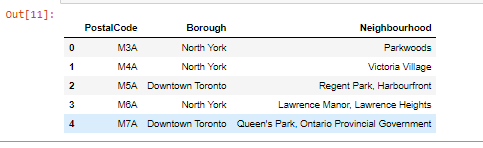 Out[11]:
PostalCode Borough Neighbourhood
0 M3A North York Parkwoods
1 M4A North York Victoria Village
2 M5A Downtown Toronto Regent Park, Harbourfront
3 M6A North York Lawrence Manor, Lawrence Heights
4 M7A Downtown Toronto Queen's Park, Ontario Provincial Government